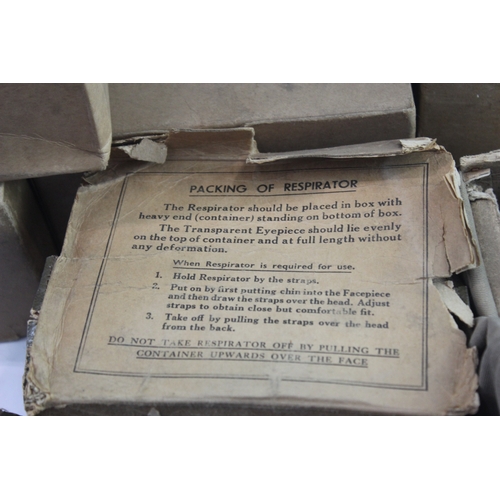 PACKING OF RESPIRATOR
The Respirator should be placed in box with
heavy end (container) standing on bottom of box.
The Transparent Eyepiece should lie evenly
on the top of container and at full length without
any deformation.
When Respirator is required for use.
1. Hold Respirator by the straps.
2. Put on by first putting chin into the Facepiece
and then draw the straps over the head. Adjust
straps to obtain close but comfortable fit.
3. Take off by pulling the straps over the head
from the back.
DO NOT TAKE RESPIRATOR OFF BY PULLING THE
CONTAINER UPWARDS OVER THE FACE